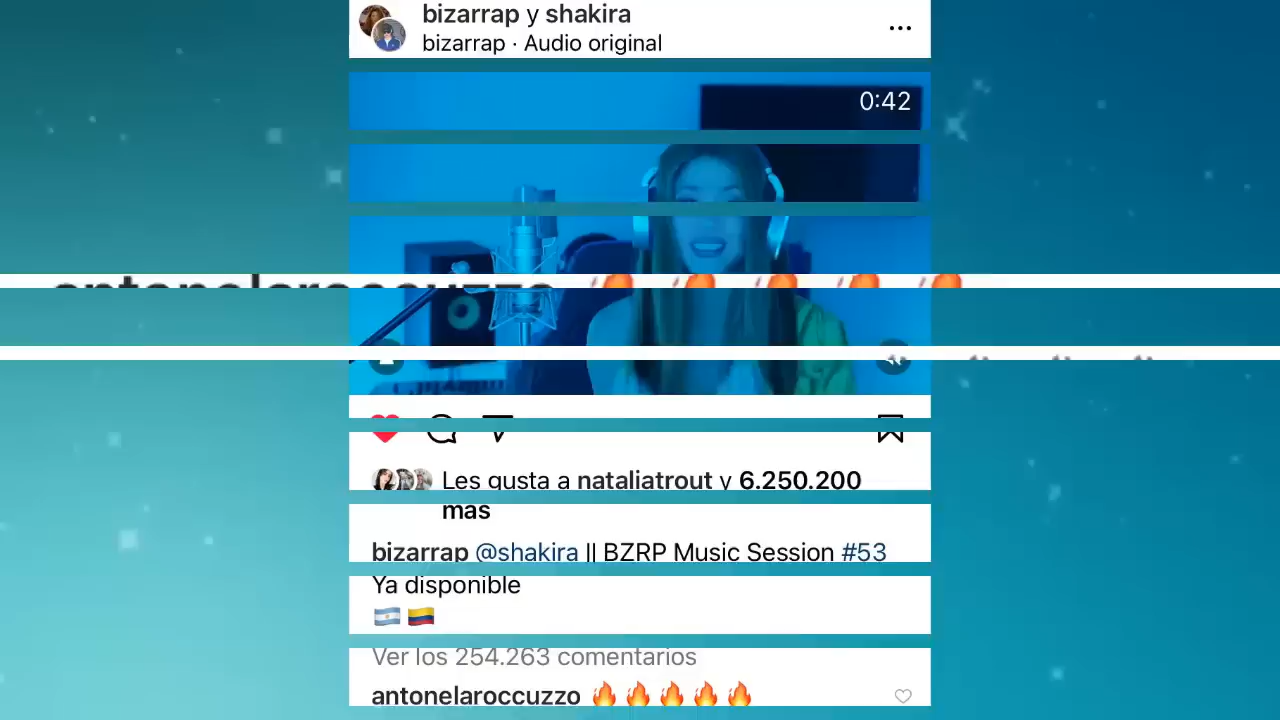 bizarrap y shakira
bizarrap · Audio original
0:42
antonelaroccuzzo 🔥🔥🔥🔥🔥
Les gusta a nataliatrout y 6.250.200
mas
bizarrap @shakira || BZRP Music Session #53
Ya disponible
🇦🇷 🇨🇴
Ver los 254.263 comentarios
antonelaroccuzzo 🔥🔥🔥🔥🔥